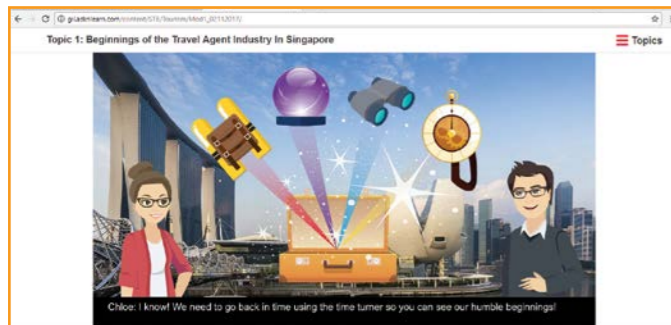 Topic 1: Beginnings of the Travel Agent Industry In Singapore
Topics
Chloe: I know! We need to go back in time using the time turner so you can see our humble beginnings!